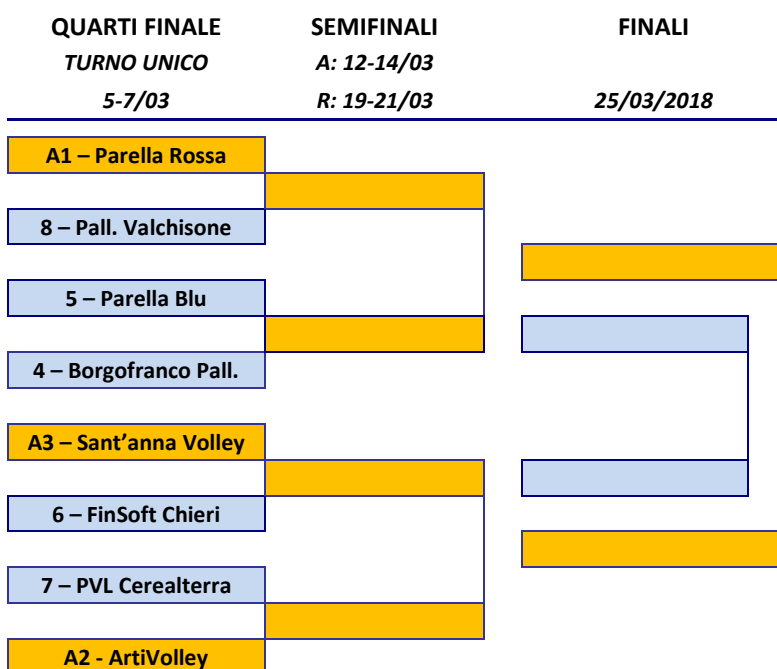 QUARTI FINALE SEMIFINALI FINALI
TURNO UNICO A: 12-14/03
5-7/03 R: 19-21/03 25/03/2018
A1 – Parella Rossa
8 – Pall. Valchisone
5 – Parella Blu
4 – Borgofranco Pall.
A3 – Sant’anna Volley
6 – FinSoft Chieri
7 – PVL Cerealterra
A2 - ArtiVolley